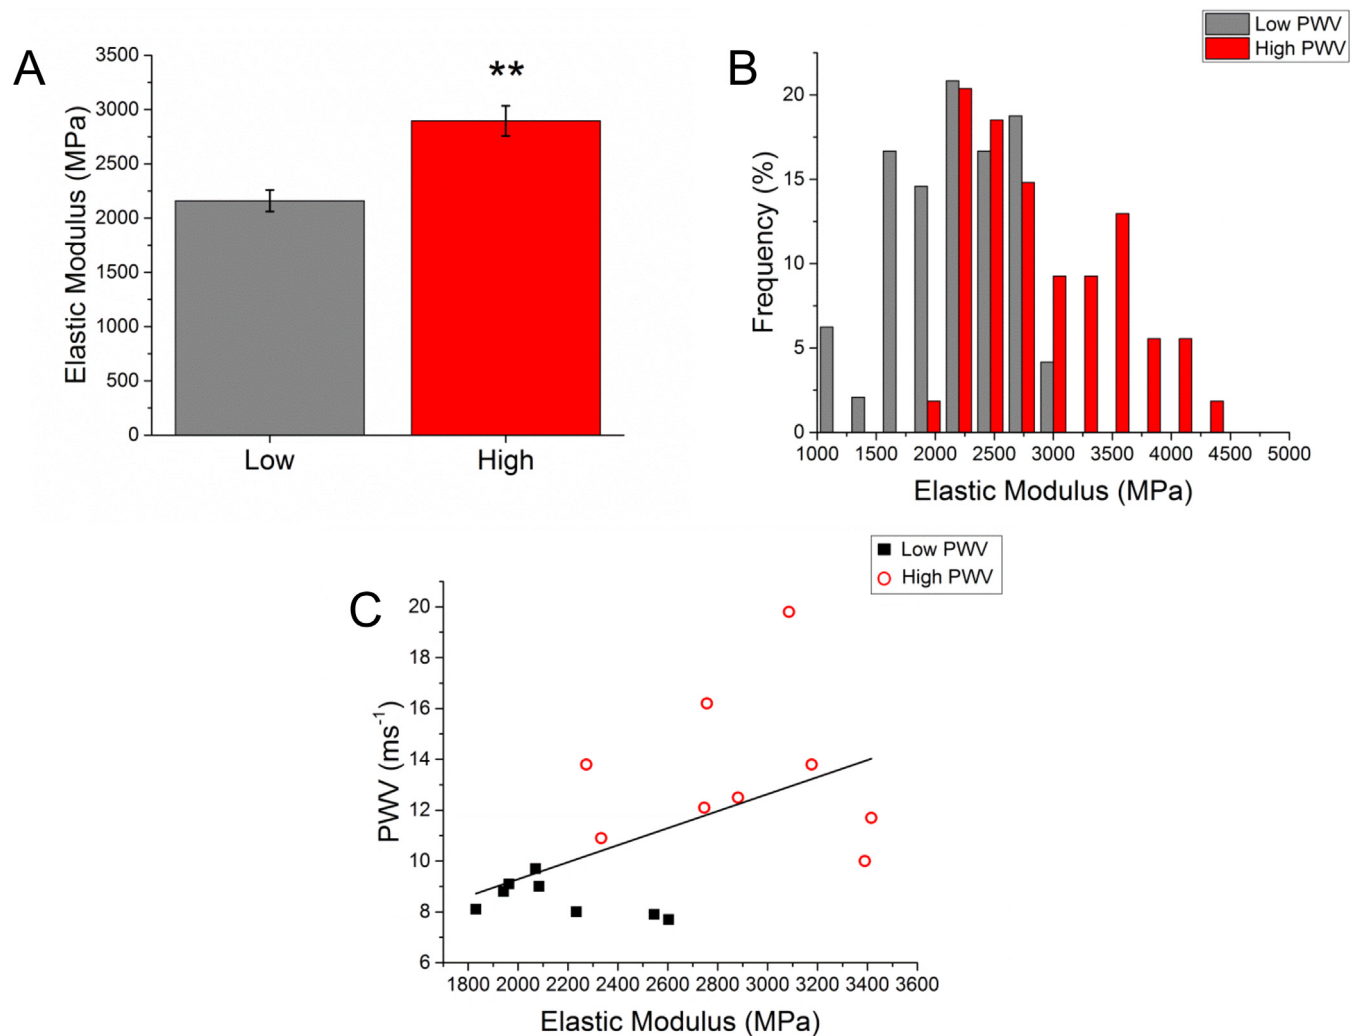 A
Elastic Modulus (MPa)
3500
3000
2500
2000
1500
1000
500
0
**
Low
High
B
Low PWV
High PWV
Frequency (%)
20
15
10
5
0
1000 1500 2000 2500 3000 3500 4000 4500 5000
Elastic Modulus (MPa)
C
Low PWV
High PWV
PWV (ms⁻¹)
20
18
16
14
12
10
8
6
1800 2000 2200 2400 2600 2800 3000 3200 3400 3600
Elastic Modulus (MPa)